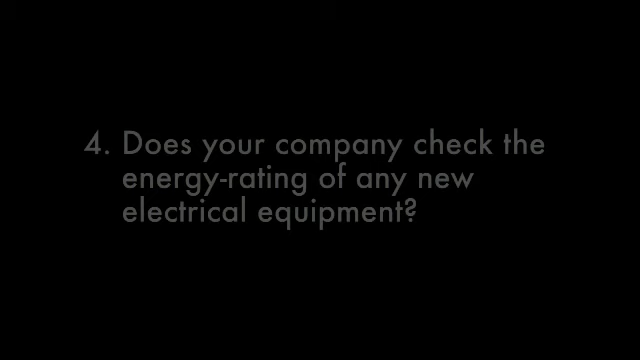 4. Does your company check the
energy-rating of any new
electrical equipment?